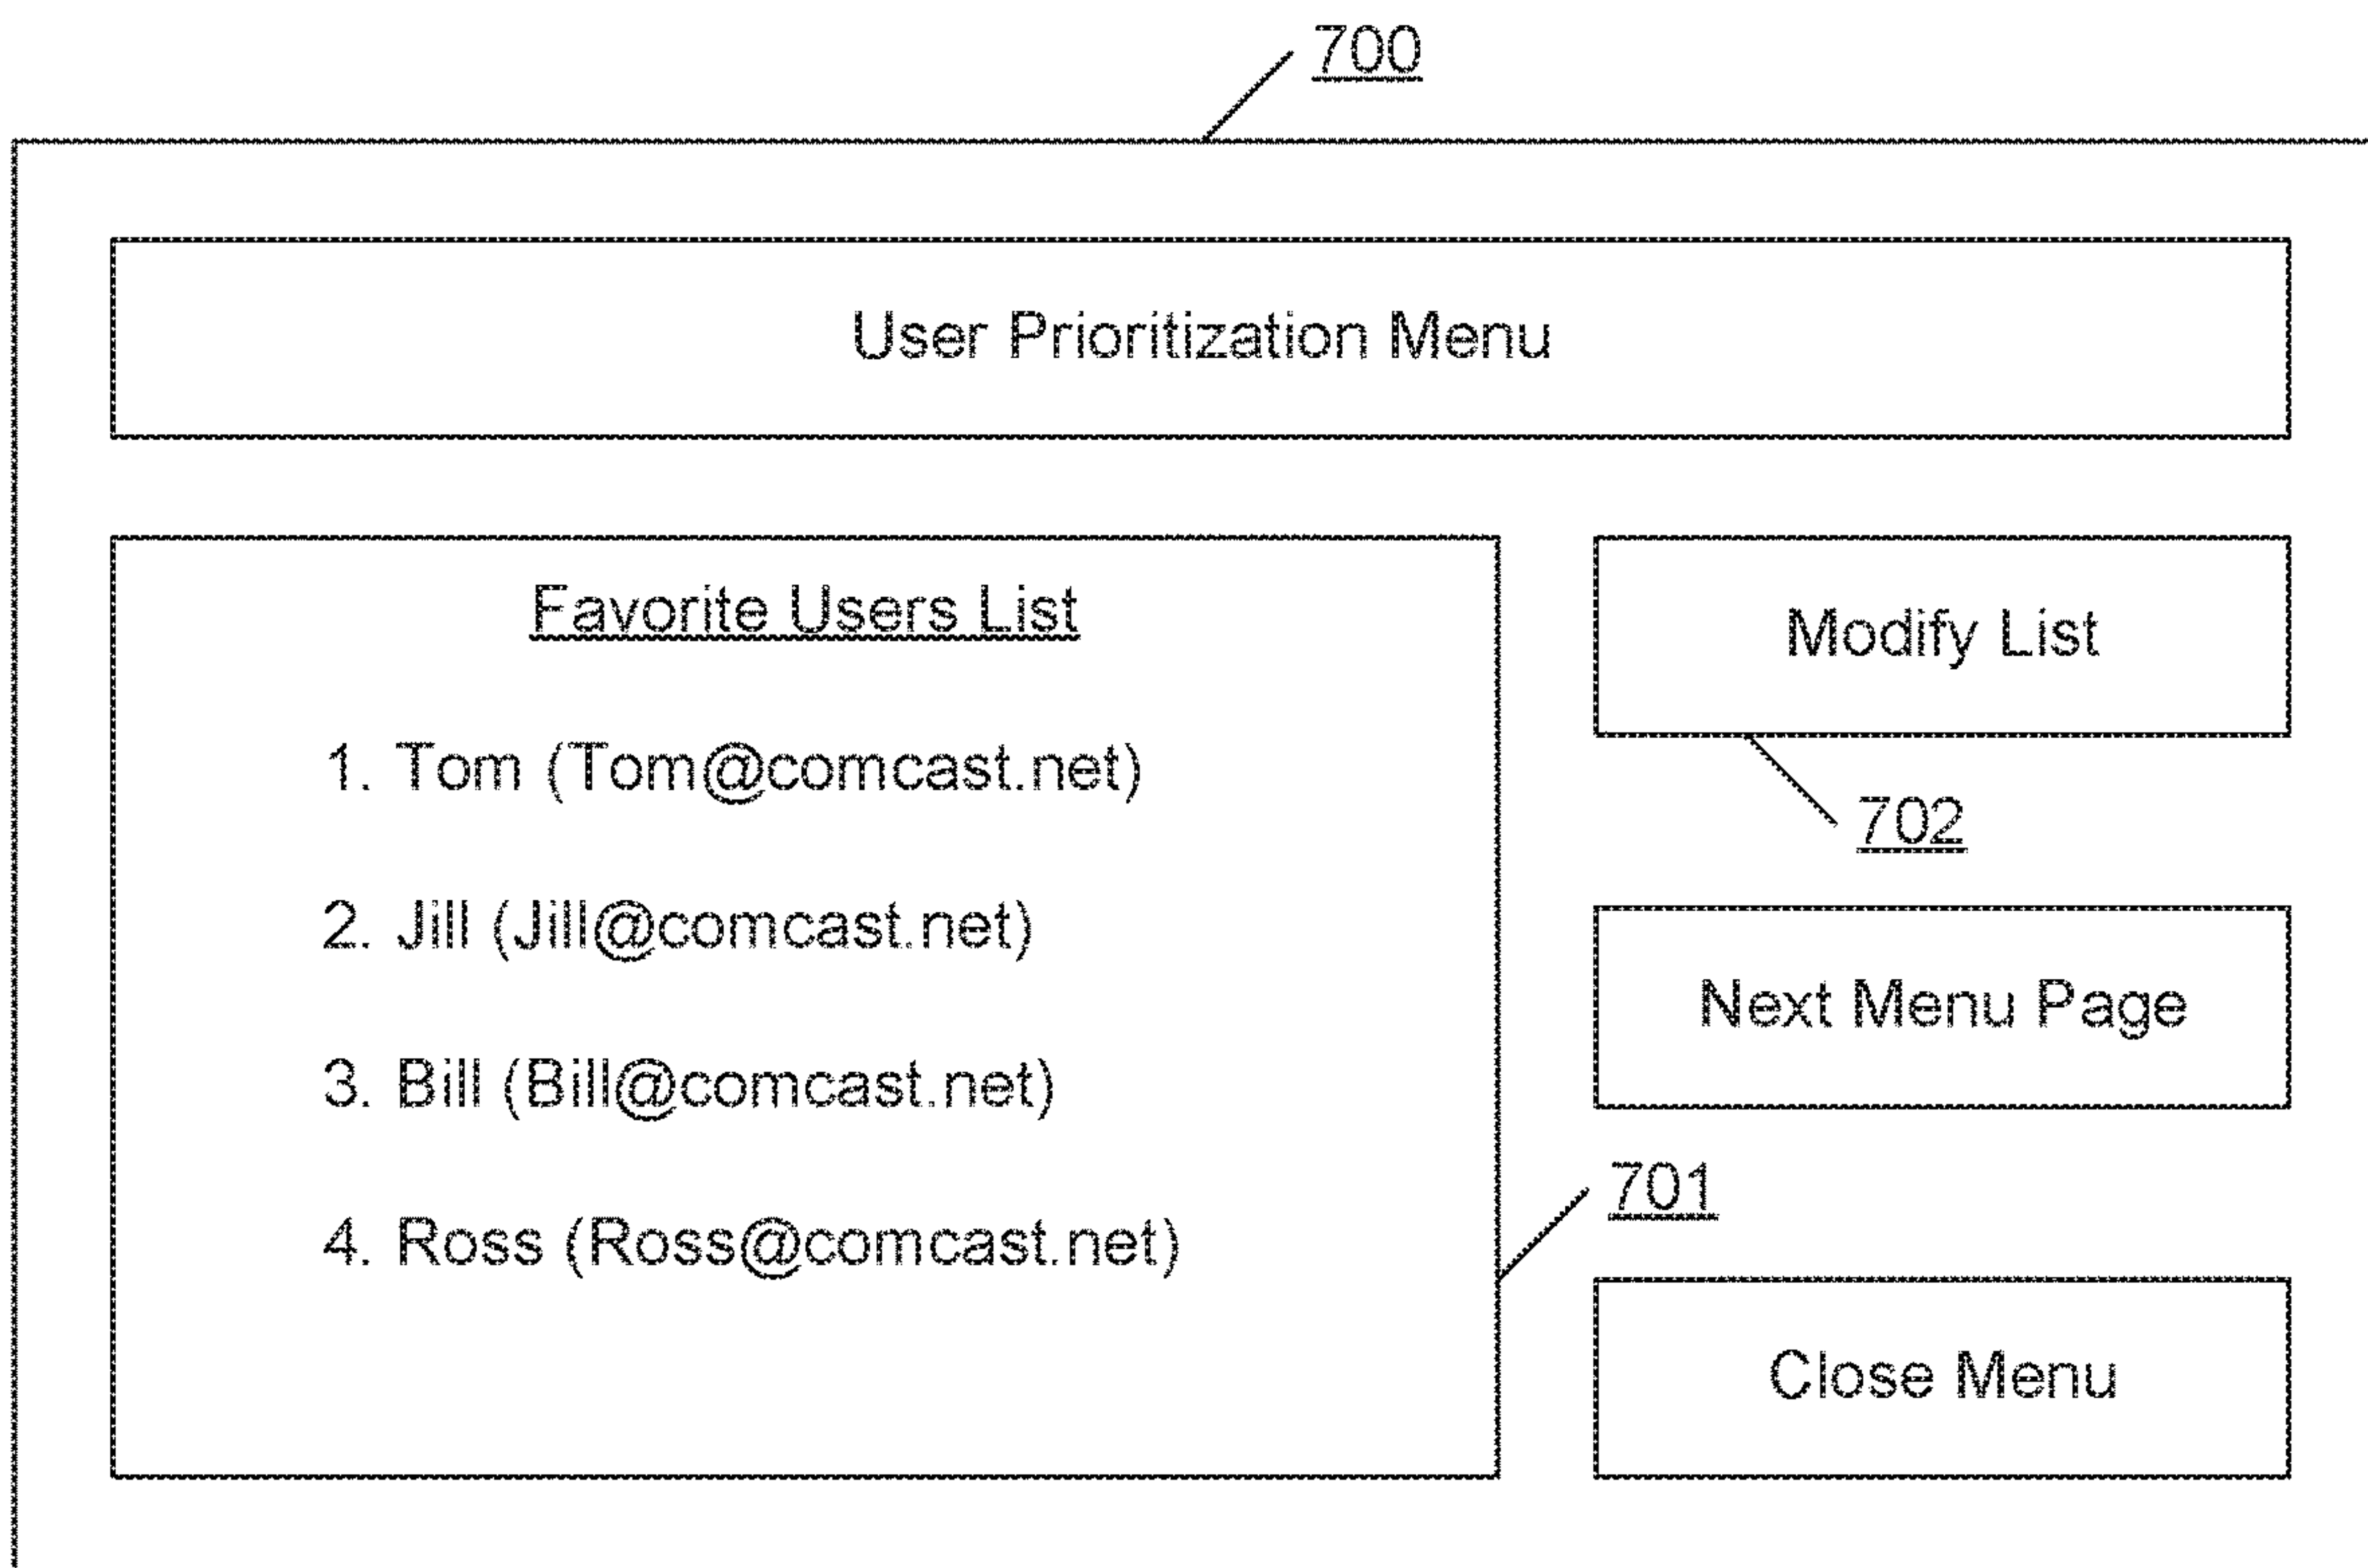 700
User Prioritization Menu
Favorite Users List
1. Tom (Tom@comcast.net)
2. Jill (Jill@comcast.net)
3. Bill (Bill@comcast.net)
4. Ross (Ross@comcast.net)
701
Modify List
702
Next Menu Page
Close Menu